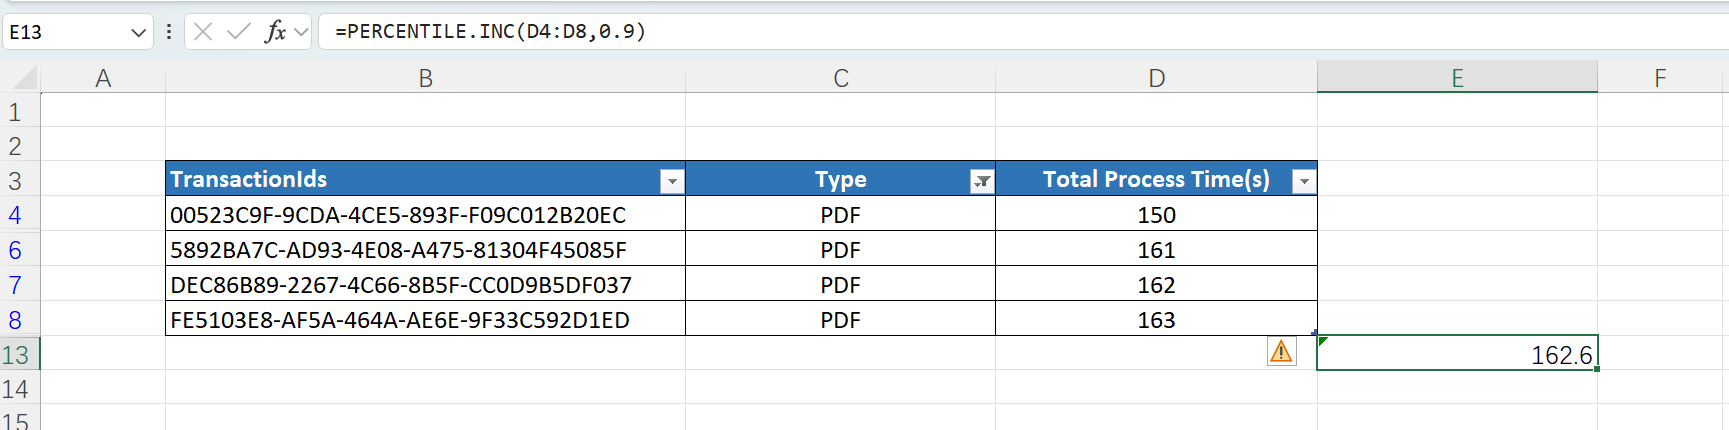 E13 fx =PERCENTILE.INC(D4:D8,0.9)
A B C D E F
1
2
3 TransactionIds Type Total Process Time(s)
4 00523C9F-9CDA-4CE5-893F-F09C012B20EC PDF 150
6 5892BA7C-AD93-4E08-A475-81304F45085F PDF 161
7 DEC86B89-2267-4C66-8B5F-CC0D9B5DF037 PDF 162
8 FE5103E8-AF5A-464A-AE6E-9F33C592D1ED PDF 163
13 162.6
14
15